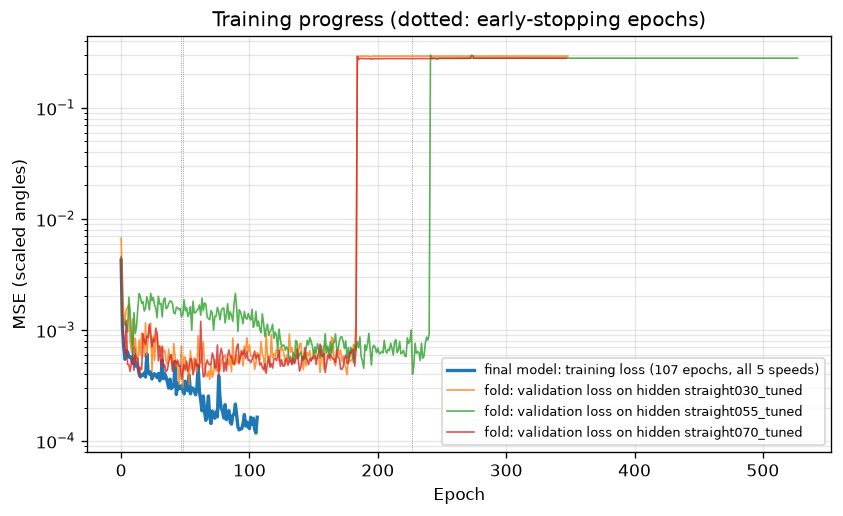 Training progress (dotted: early-stopping epochs)
MSE (scaled angles)
10⁻¹
10⁻²
10⁻³
10⁻⁴
final model: training loss (107 epochs, all 5 speeds)
fold: validation loss on hidden straight030_tuned
fold: validation loss on hidden straight055_tuned
fold: validation loss on hidden straight070_tuned
0 100 200 300 400 500
Epoch